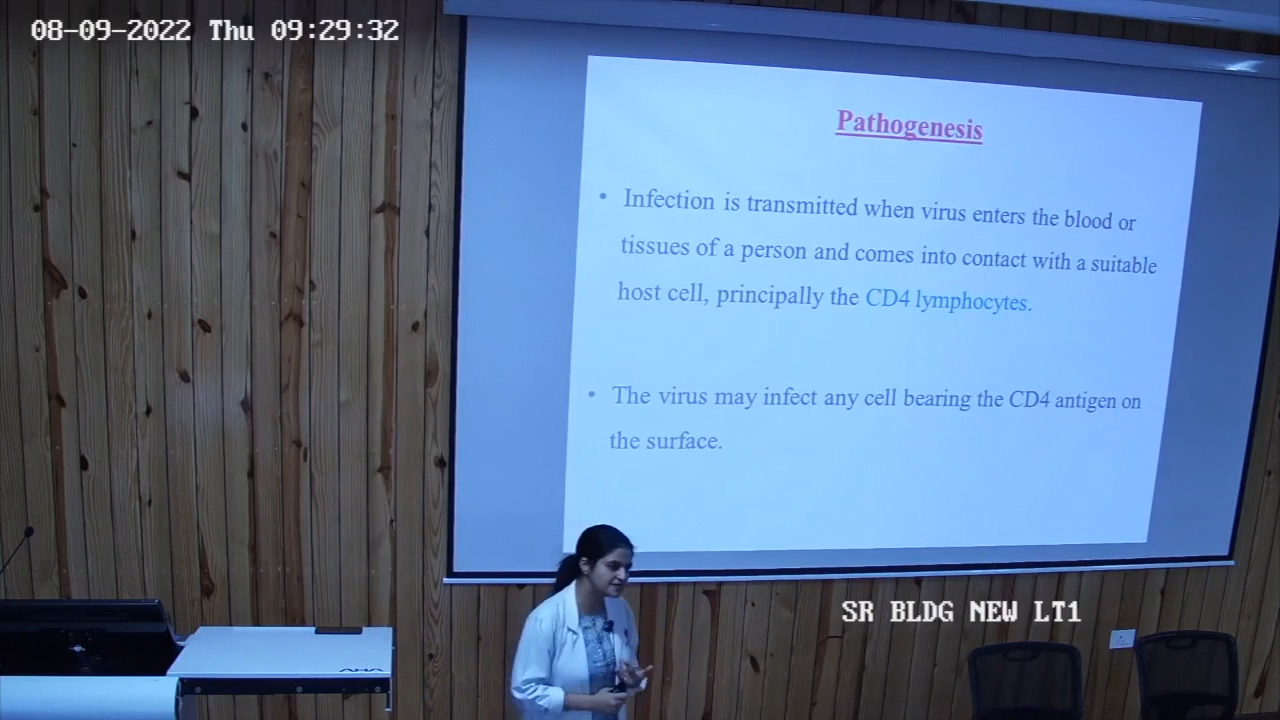 08-09-2022 Thu 09:29:32
Pathogenesis
• Infection is transmitted when virus enters the blood or
tissues of a person and comes into contact with a suitable
host cell, principally the CD4 lymphocytes.
• The virus may infect any cell bearing the CD4 antigen on
the surface.
SR BLDG NEW LT1
AHA